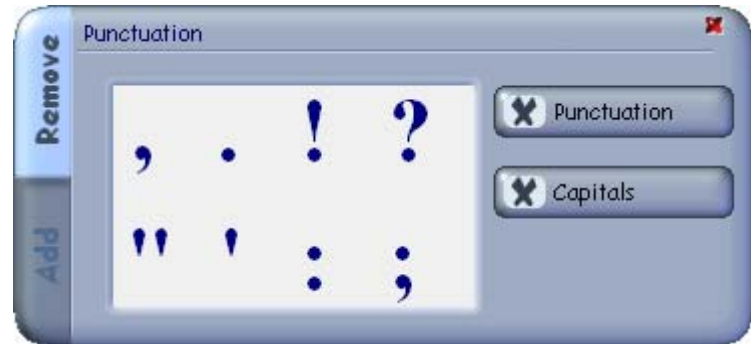 Punctuation
Remove
Add
, . ! ?
" ' : ;
Punctuation
Capitals